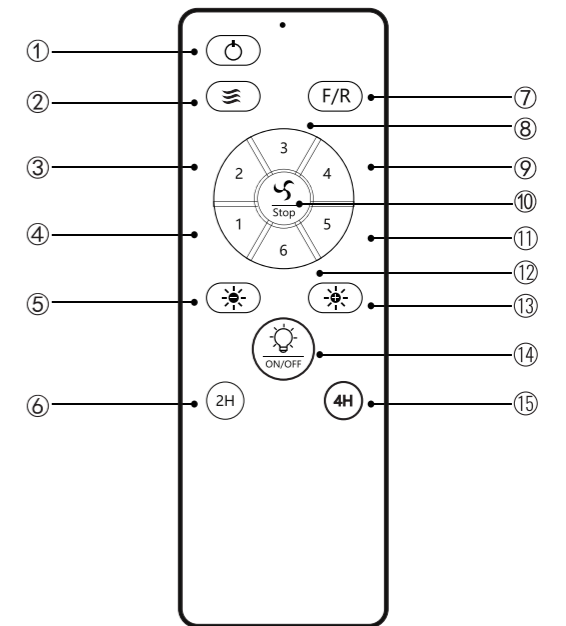 ①
② F/R ⑦
⑧
3
③ 2 4 ⑨
Stop ⑩
④ 1 5 ⑪
6
⑫
⑤ ⑬
ON/OFF ⑭
⑥ 2H 4H ⑮